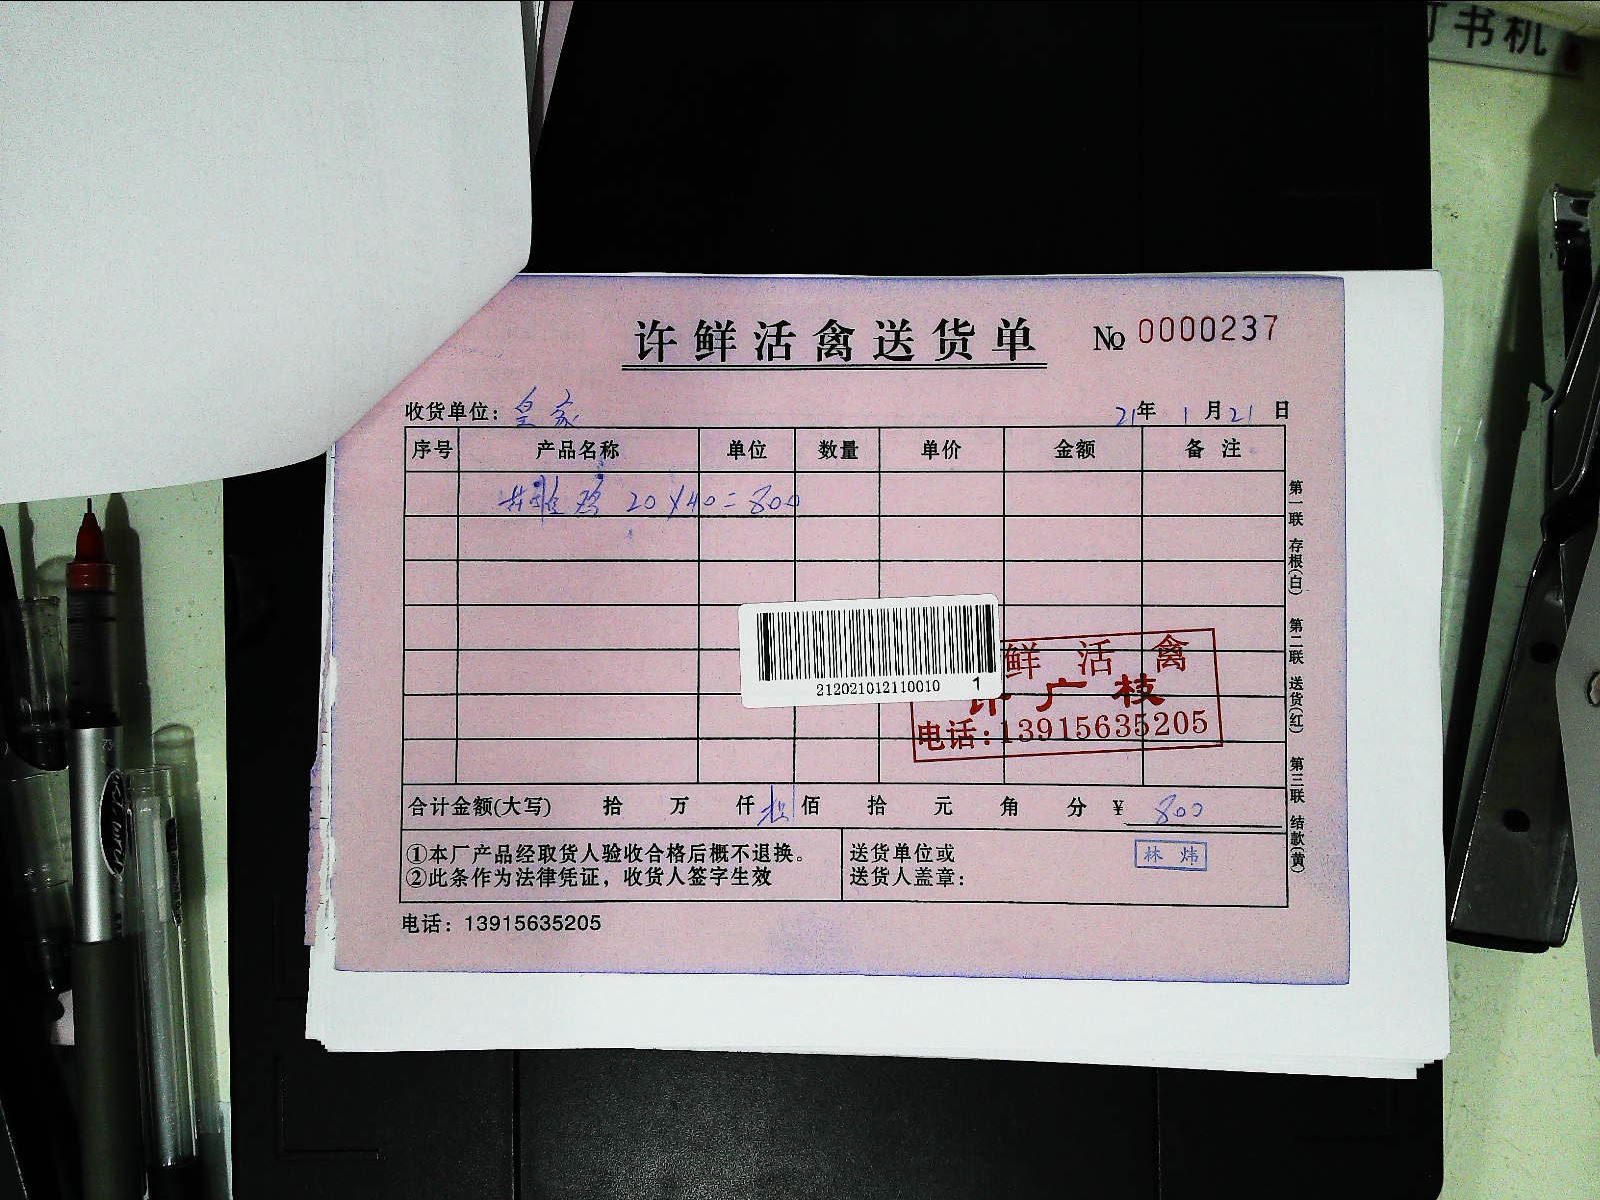 订书机
许鲜活禽送货单
№ 0000237
收货单位：皇家
21年 1月21日
序号 产品名称 单位 数量 单价 金额 备注
鸡 20×40=800
212021012110010 1
鲜活禽
许广枝
电话:13915635205
合计金额(大写) 拾 万 仟 捌佰 拾 元 角 分 ¥ 800
①本厂产品经取货人验收合格后概不退换。
②此条作为法律凭证，收货人签字生效
送货单位或
送货人盖章：
林炜
电话：13915635205
第一联 存根(白) 第二联 送货(红) 第三联 结款(黄)